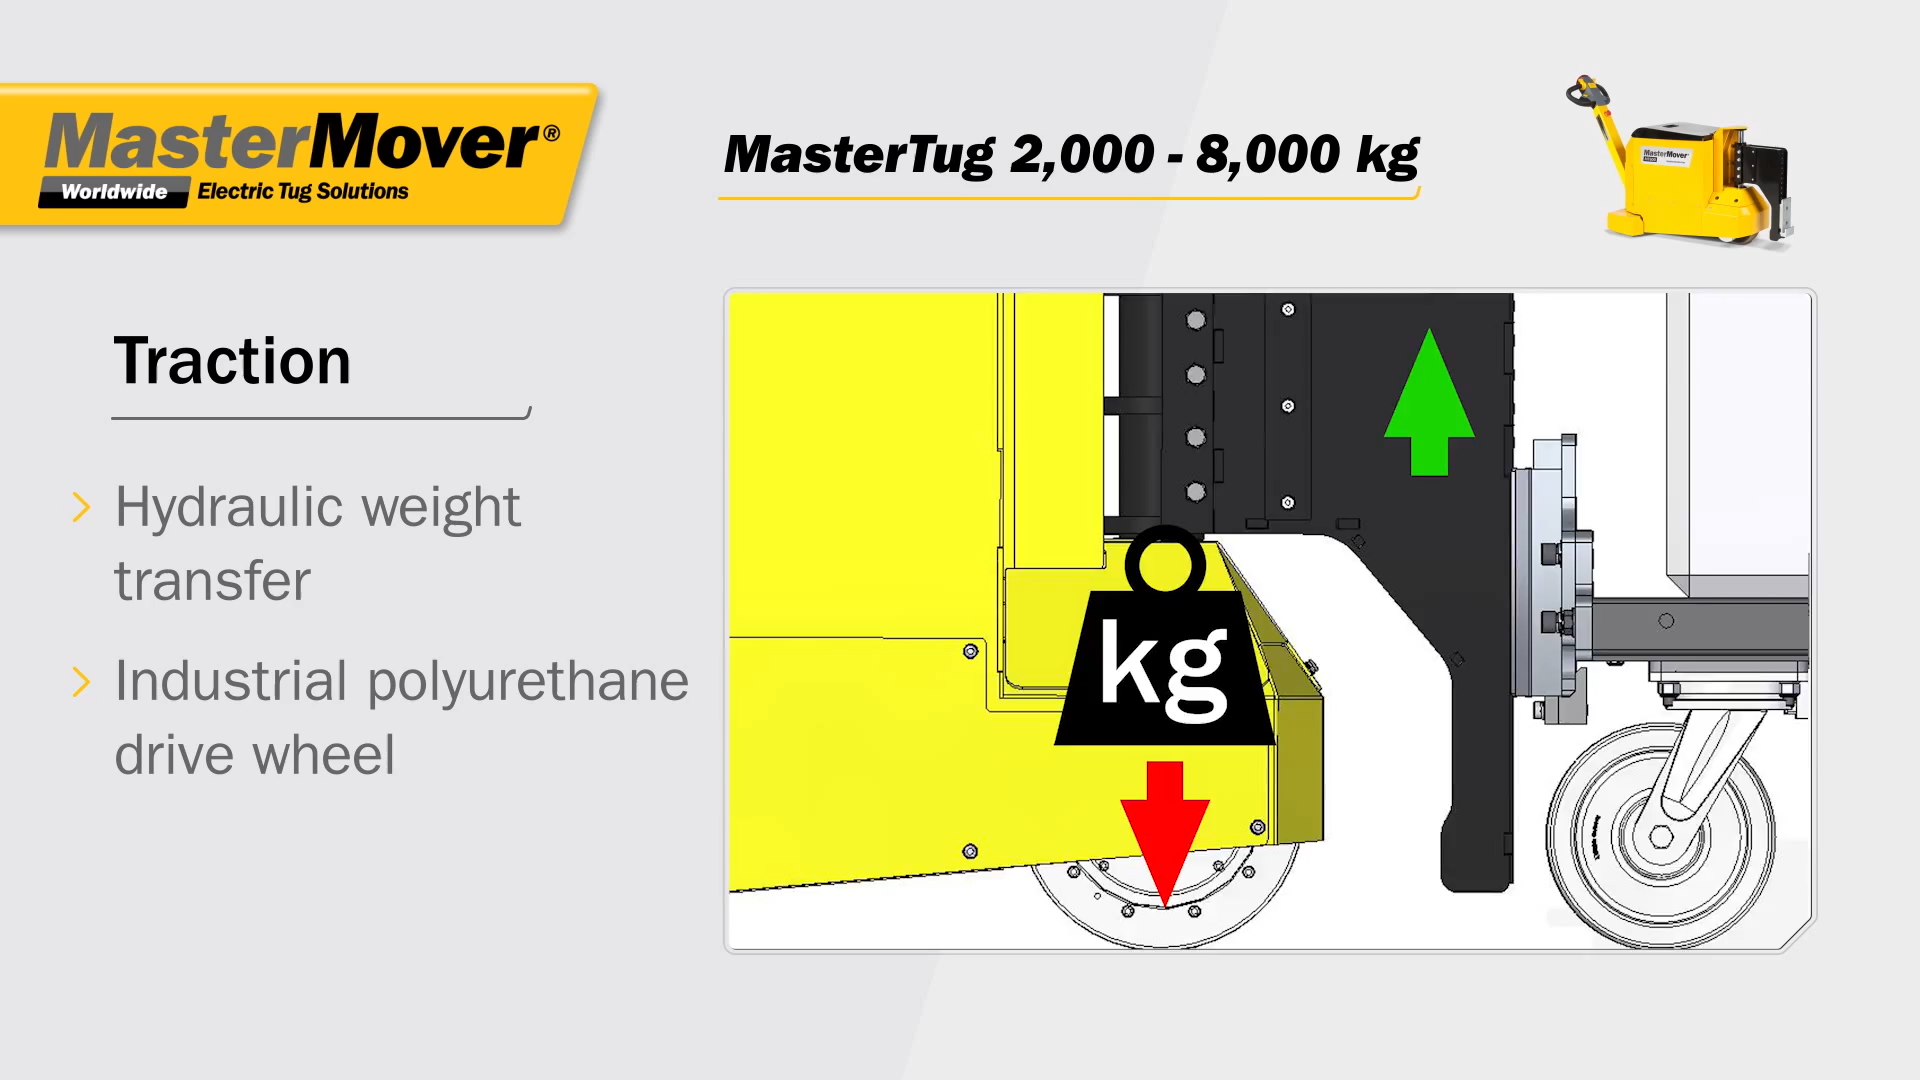 MasterMover®
Worldwide Electric Tug Solutions
MasterTug 2,000 - 8,000 kg
MasterMover
Traction
Hydraulic weight
transfer
Industrial polyurethane
drive wheel
kg